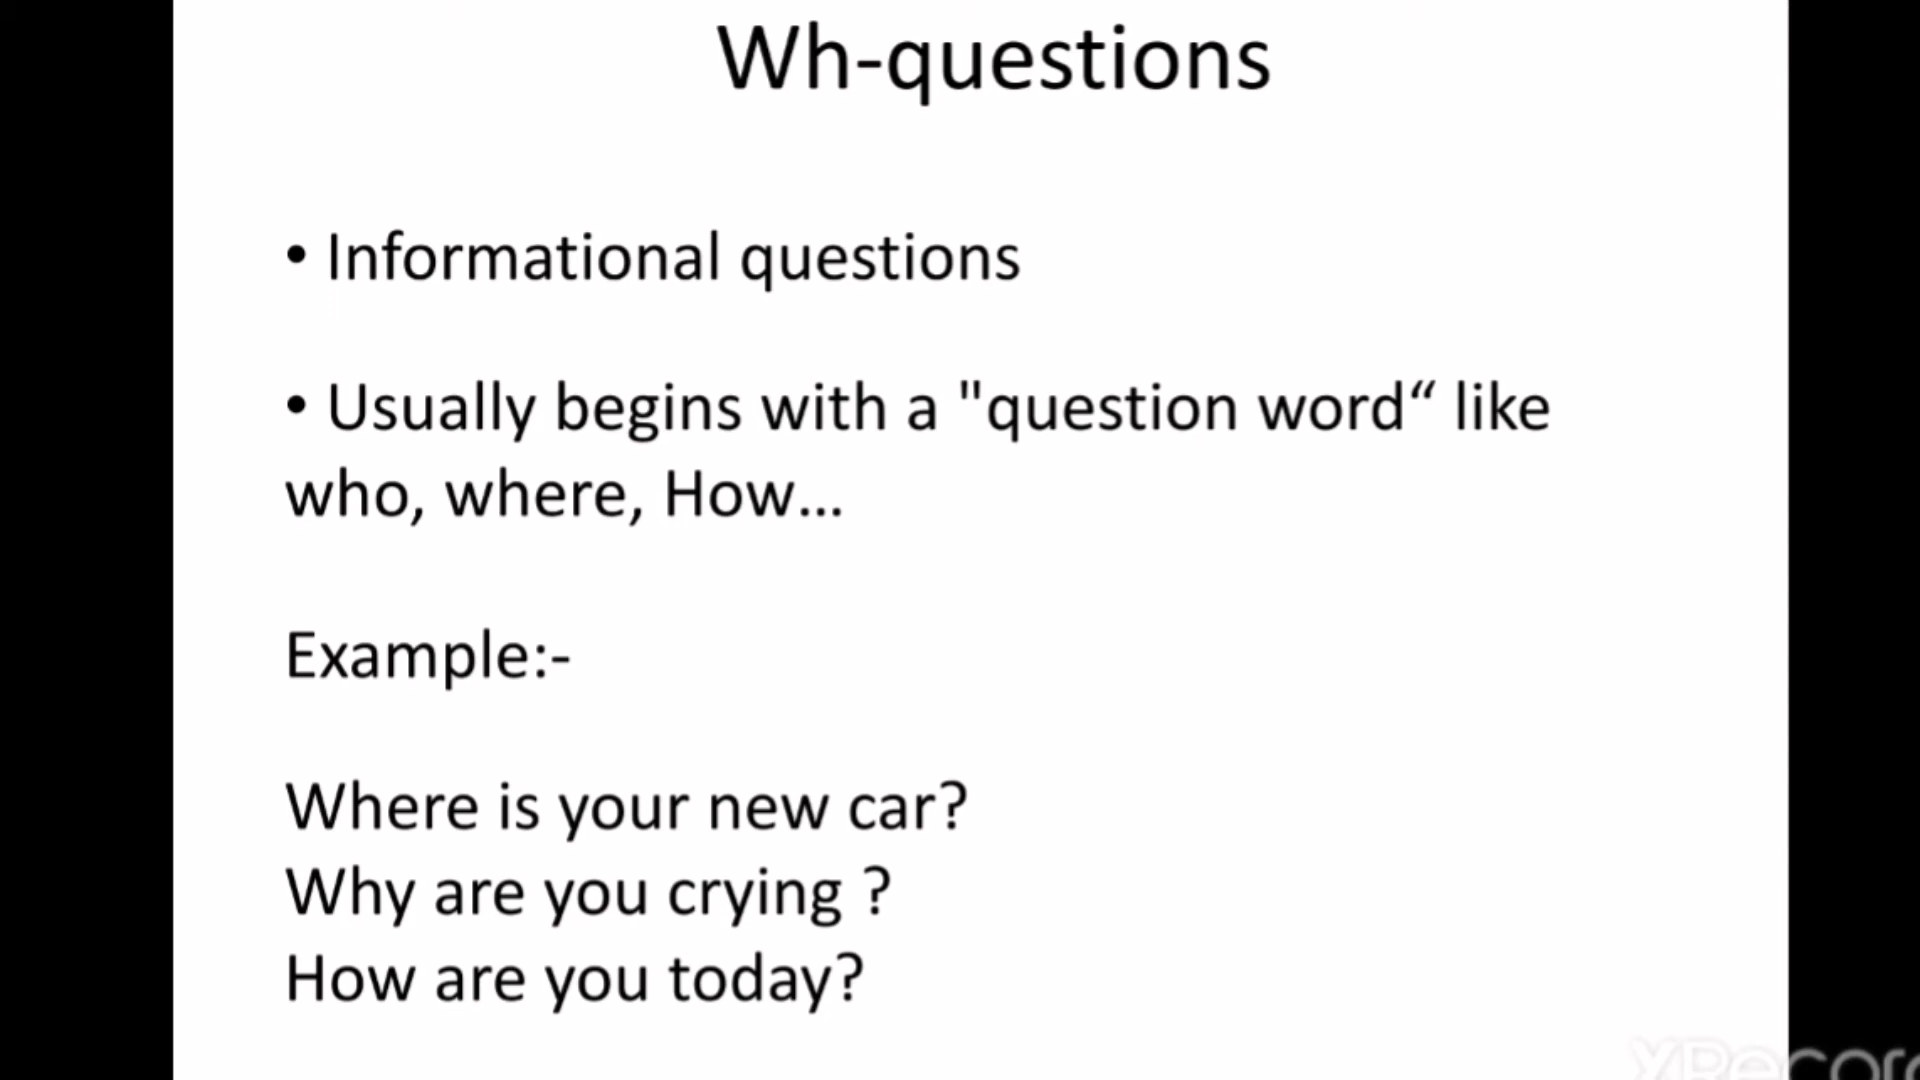 Wh-questions
• Informational questions
• Usually begins with a "question word“ like
who, where, How...
Example:-
Where is your new car?
Why are you crying ?
How are you today?
XRecor